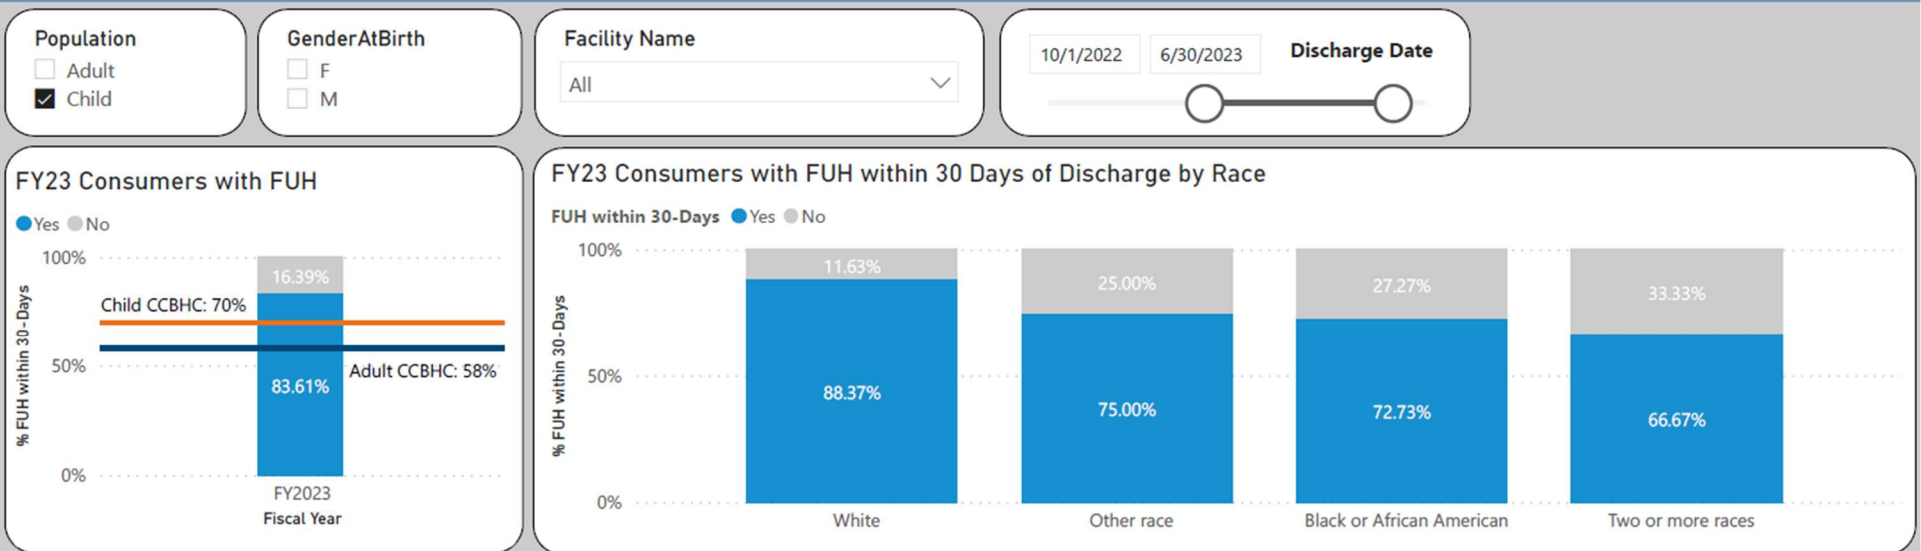 Population
Adult
Child
GenderAtBirth
F
M
Facility Name
All
10/1/2022 6/30/2023 Discharge Date
FY23 Consumers with FUH
Yes No
% FUH within 30-Days
100%
50%
0%
16.39%
Child CCBHC: 70%
Adult CCBHC: 58%
83.61%
FY2023
Fiscal Year
FY23 Consumers with FUH within 30 Days of Discharge by Race
FUH within 30-Days Yes No
% FUH within 30-Days
100%
50%
0%
11.63% 25.00% 27.27% 33.33%
88.37% 75.00% 72.73% 66.67%
White Other race Black or African American Two or more races